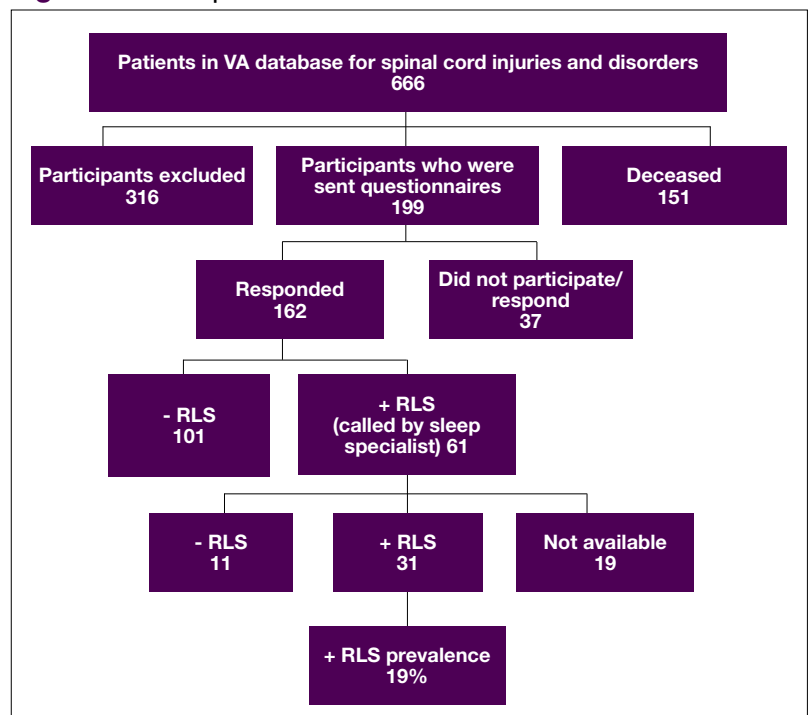 Patients in VA database for spinal cord injuries and disorders
666
Participants excluded
316
Participants who were
sent questionnaires
199
Deceased
151
Responded
162
Did not participate/
respond
37
- RLS
101
+ RLS
(called by sleep
specialist) 61
- RLS
11
+ RLS
31
Not available
19
+ RLS prevalence
19%